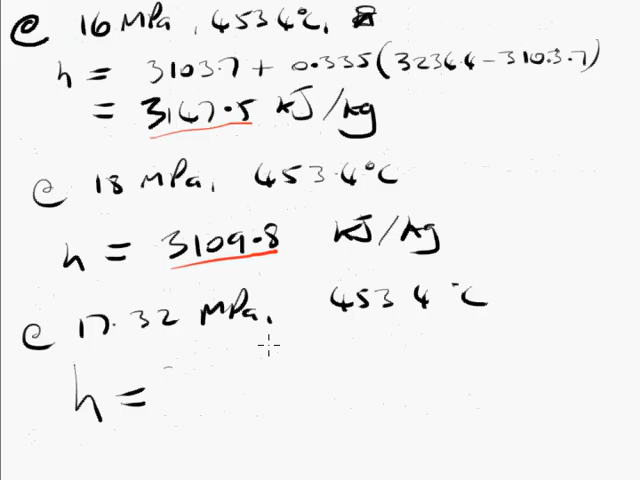 @ 16 MPa, 453.4°C,
h = 3103.7 + 0.335(3234.4 - 3103.7)
= 3147.5 kJ/kg
@ 18 MPa, 453.4°C
h = 3109.8 kJ/kg
@ 17.32 MPa, 453.4 °C
h =